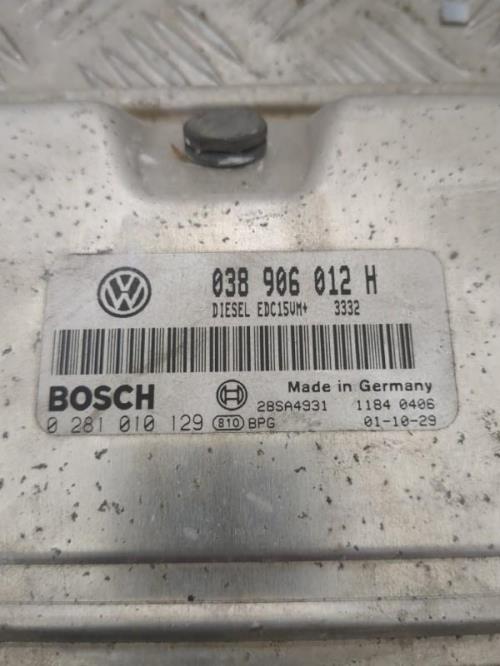 038 906 012 H
DIESEL EDC15VM+ 3332
BOSCH
Made in Germany
28SA4931 1184 0406
0 281 010 129 810 BPG 01-10-29